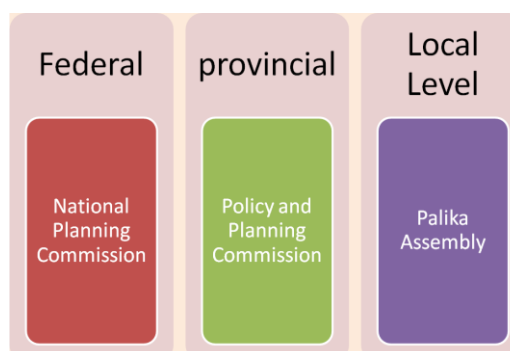 Federal
National
Planning
Commission
provincial
Policy and
Planning
Commission
Local
Level
Palika
Assembly